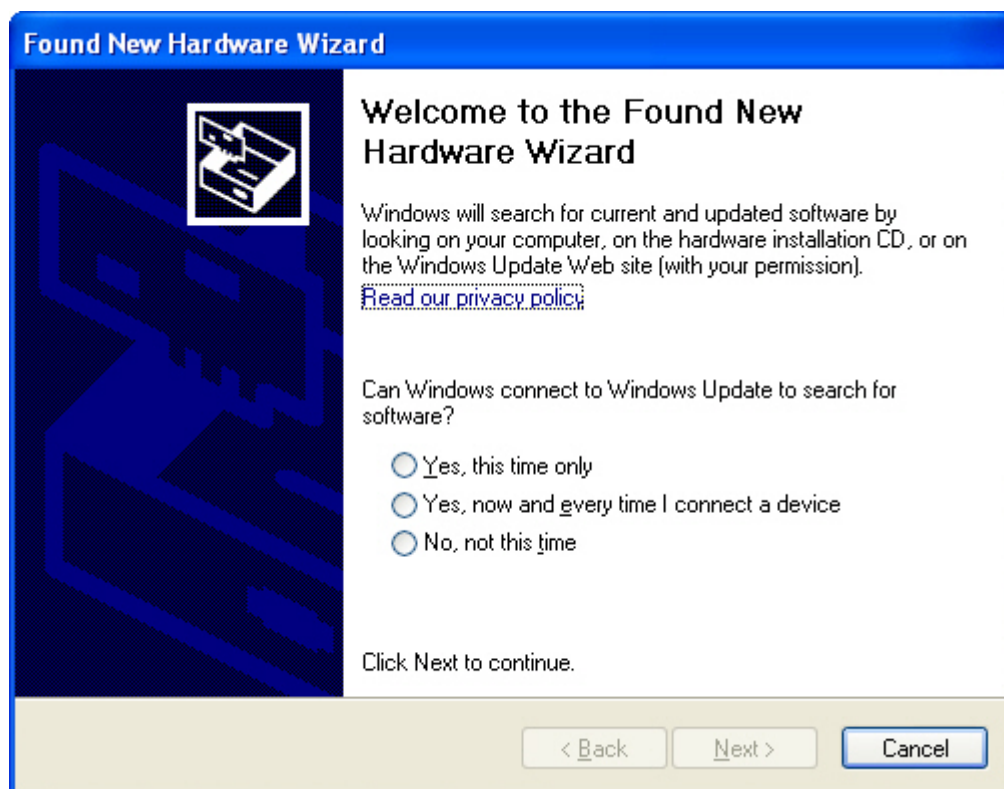 Found New Hardware Wizard
Welcome to the Found New
Hardware Wizard
Windows will search for current and updated software by
looking on your computer, on the hardware installation CD, or on
the Windows Update Web site (with your permission).
Read our privacy policy
Can Windows connect to Windows Update to search for
software?
Yes, this time only
Yes, now and every time I connect a device
No, not this time
Click Next to continue.
< Back Next > Cancel